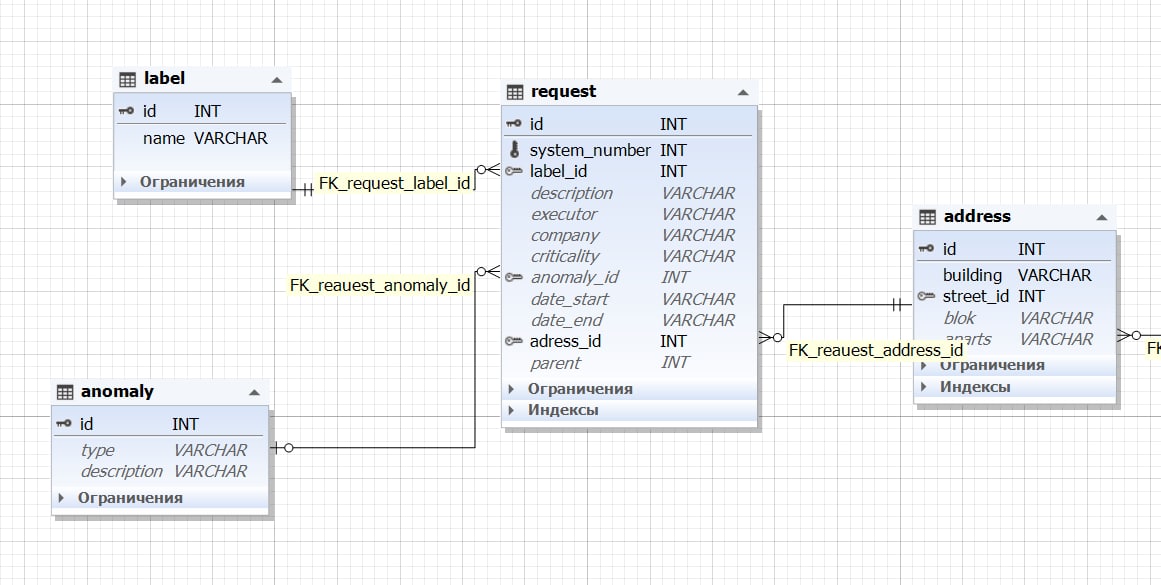 label
id INT
name VARCHAR
Ограничения
FK_request_label_id
request
id INT
system_number INT
label_id INT
description VARCHAR
executor VARCHAR
company VARCHAR
criticality VARCHAR
anomaly_id INT
date_start VARCHAR
date_end VARCHAR
adress_id INT
parent INT
Ограничения
Индексы
FK_reauest_anomaly_id
anomaly
id INT
type VARCHAR
description VARCHAR
Ограничения
address
id INT
building VARCHAR
street_id INT
blok VARCHAR
aparts VARCHAR
Ограничения
Индексы
FK_reauest_address_id